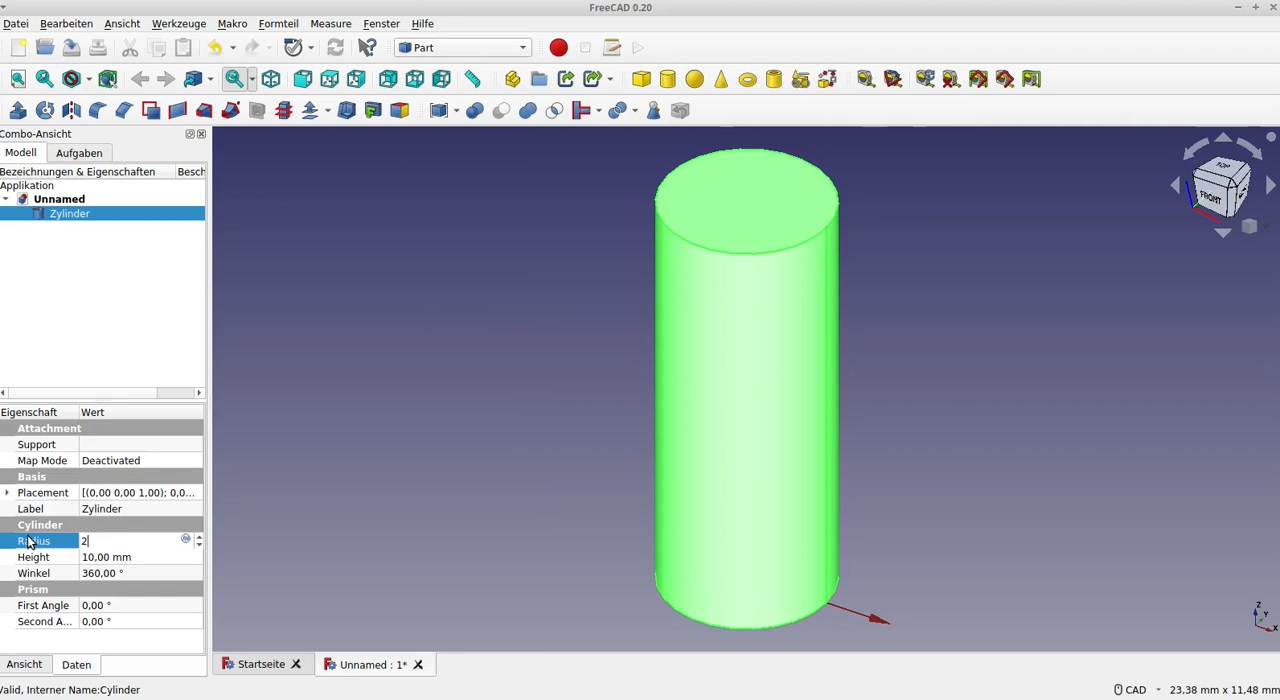 FreeCAD 0.20
Datei Bearbeiten Ansicht Werkzeuge Makro Formteil Measure Fenster Hilfe
Part
Combo-Ansicht
Modell Aufgaben
Bezeichnungen & Eigenschaften Besch
Applikation
Unnamed
Zylinder
TOP
FRONT
Eigenschaft Wert
Attachment
Support
Map Mode Deactivated
Basis
Placement [(0,00 0.00 1,00); 0,0...
Label Zylinder
Cylinder
Radius 2
Height 10,00 mm
Winkel 360,00 °
Prism
First Angle 0,00 °
Second A... 0,00 °
Z
Y
X
Ansicht Daten
Startseite Unnamed : 1*
Valid, Interner Name:Cylinder
CAD 23,38 mm x 11,48 mm